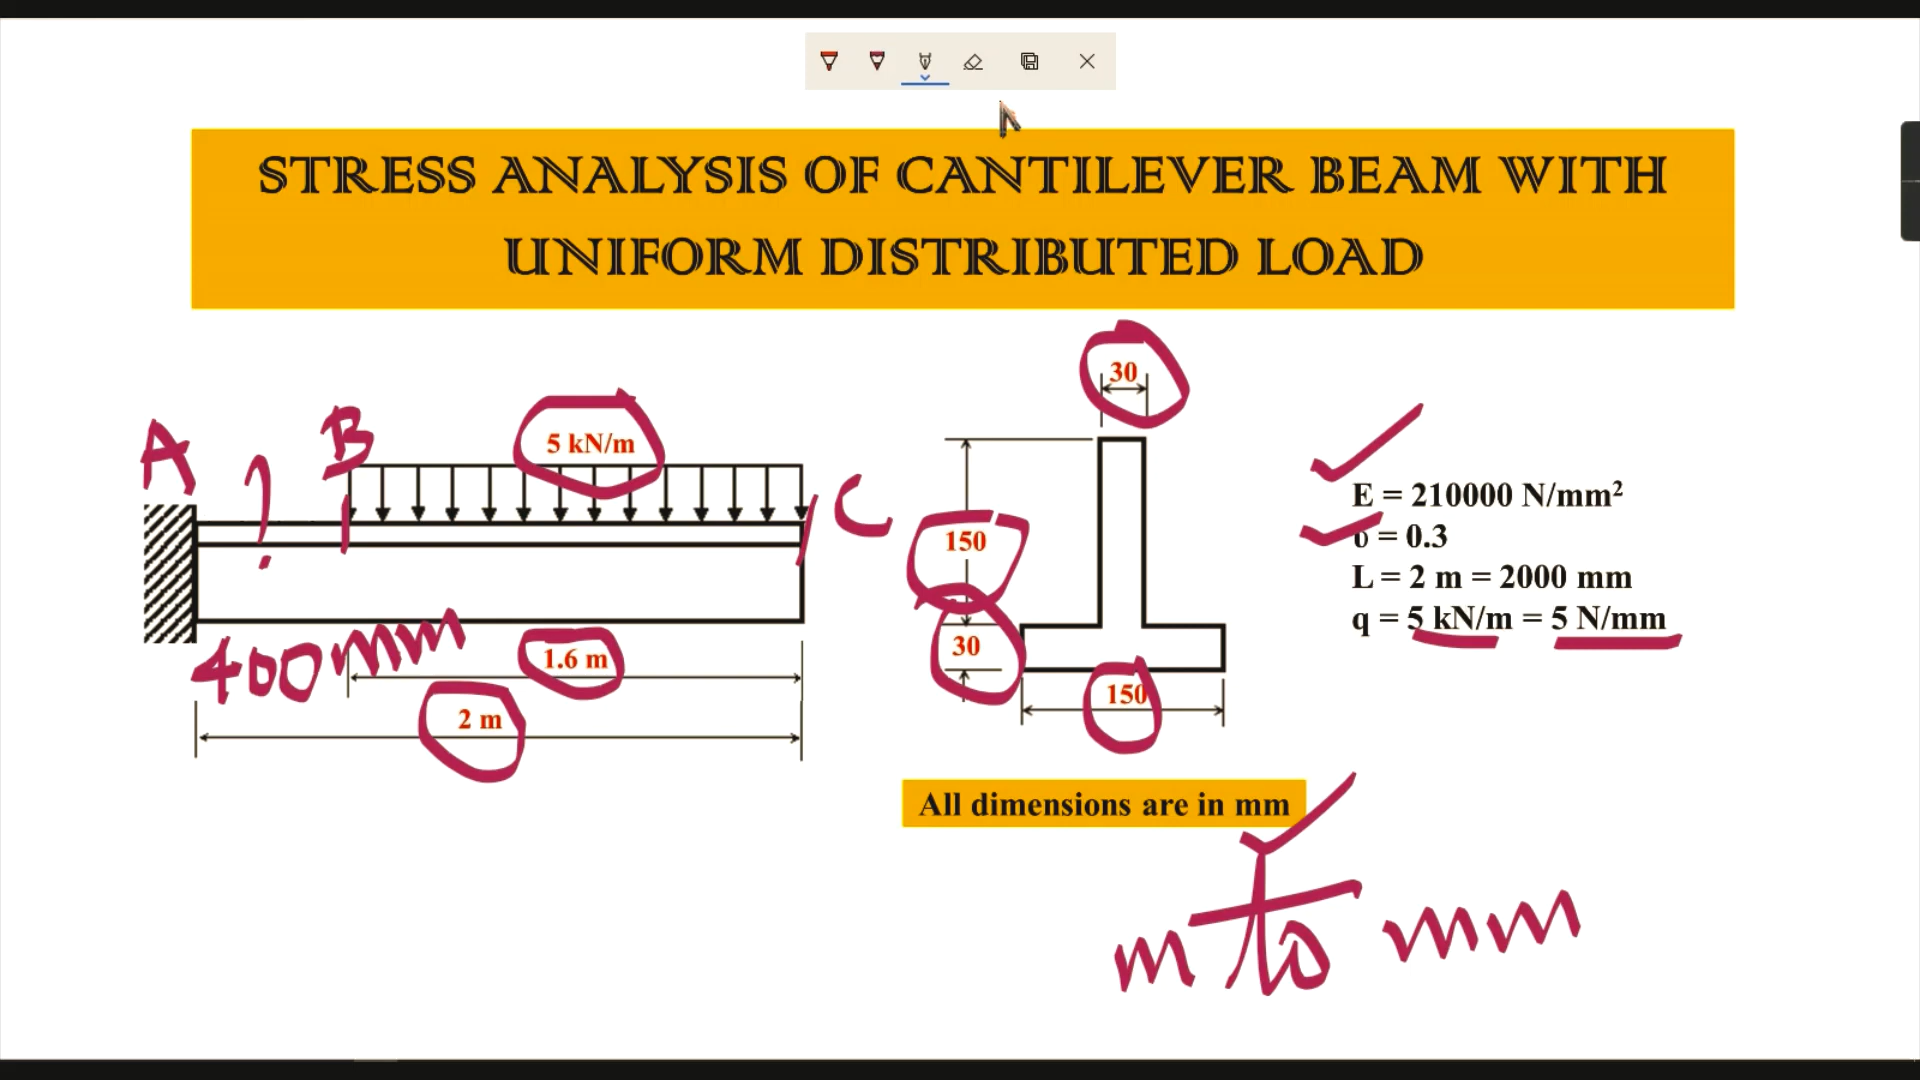 STRESS ANALYSIS OF CANTILEVER BEAM WITH
UNIFORM DISTRIBUTED LOAD
A
?
B
5 kN/m
C
400mm
1.6 m
2 m
30
150
30
150
E = 210000 N/mm²
υ = 0.3
L = 2 m = 2000 mm
q = 5 kN/m = 5 N/mm
All dimensions are in mm
m to mm